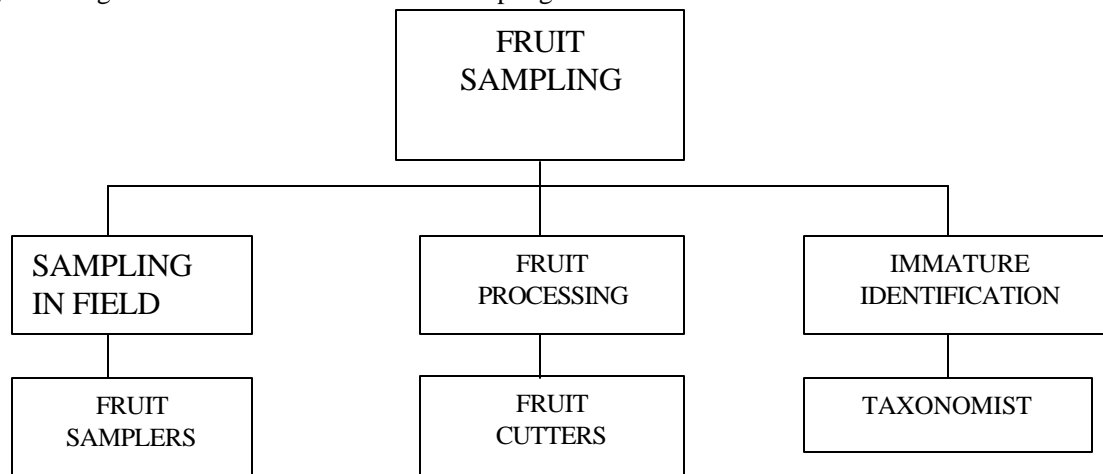 FRUIT
SAMPLING
SAMPLING
IN FIELD
FRUIT
PROCESSING
IMMATURE
IDENTIFICATION
FRUIT
SAMPLERS
FRUIT
CUTTERS
TAXONOMIST